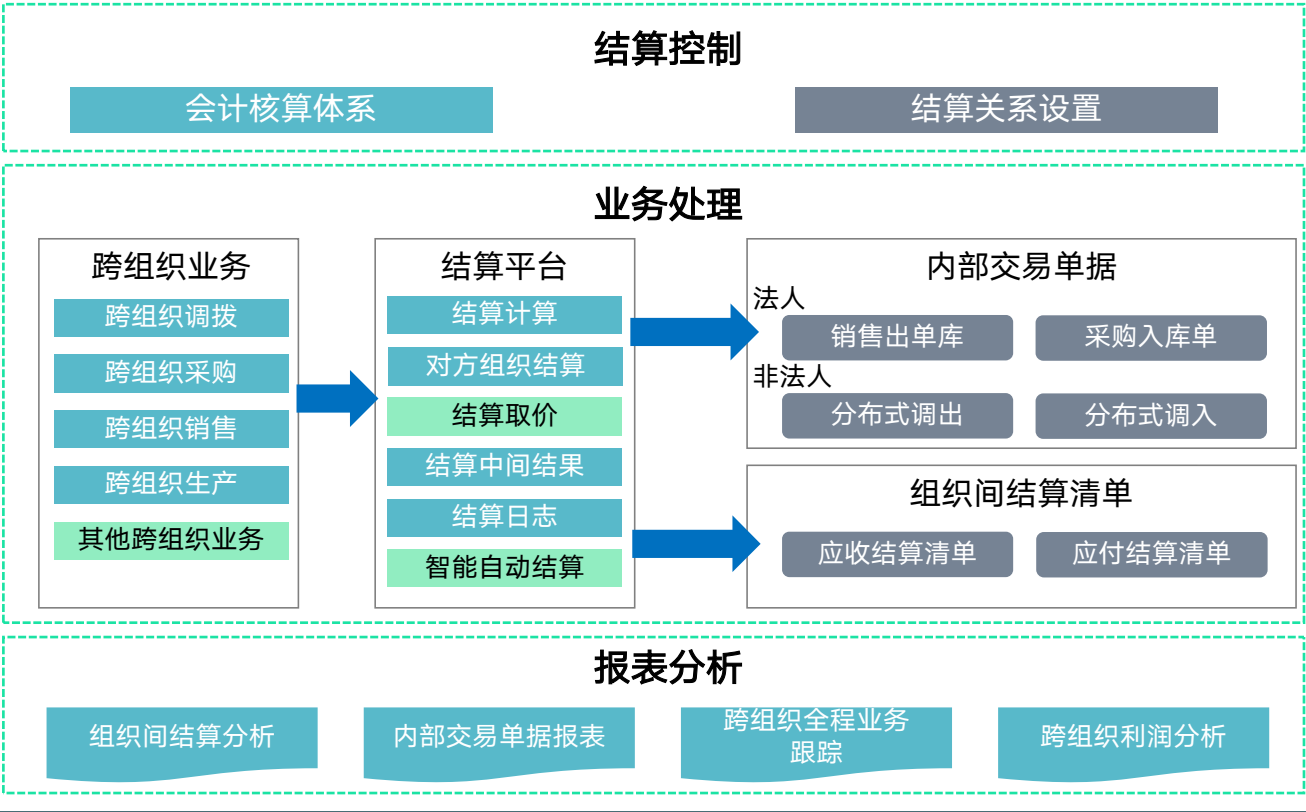 结算控制
会计核算体系
结算关系设置
业务处理
跨组织业务
跨组织调拨
跨组织采购
跨组织销售
跨组织生产
其他跨组织业务
结算平台
结算计算
对方组织结算
结算取价
结算中间结果
结算日志
智能自动结算
内部交易单据
法人
销售出单库
采购入库单
非法人
分布式调出
分布式调入
组织间结算清单
应收结算清单
应付结算清单
报表分析
组织间结算分析
内部交易单据报表
跨组织全程业务
跟踪
跨组织利润分析